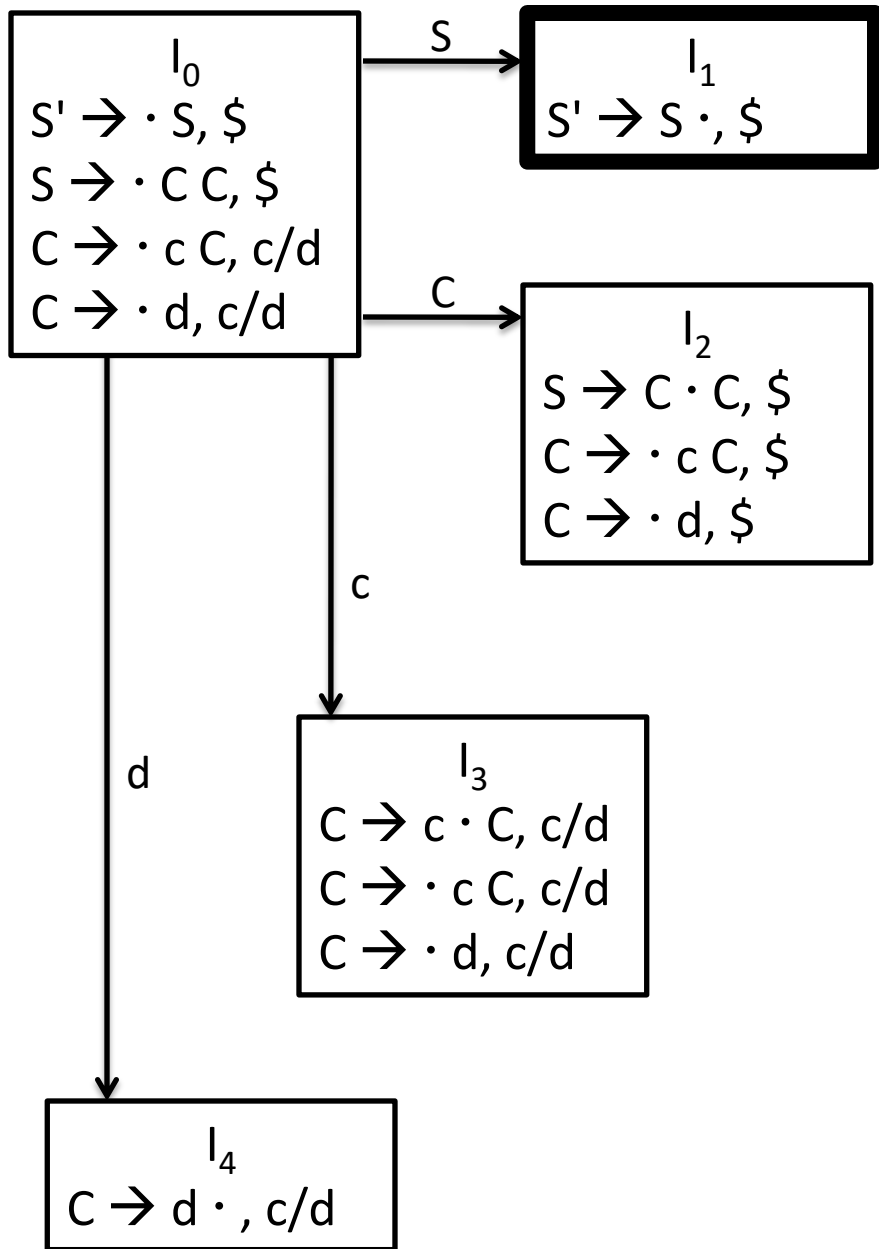 I₀
S' → · S, $
S → · C C, $
C → · c C, c/d
C → · d, c/d
S
I₁
S' → S ·, $
C
I₂
S → C · C, $
C → · c C, $
C → · d, $
c
d
I₃
C → c · C, c/d
C → · c C, c/d
C → · d, c/d
I₄
C → d · , c/d